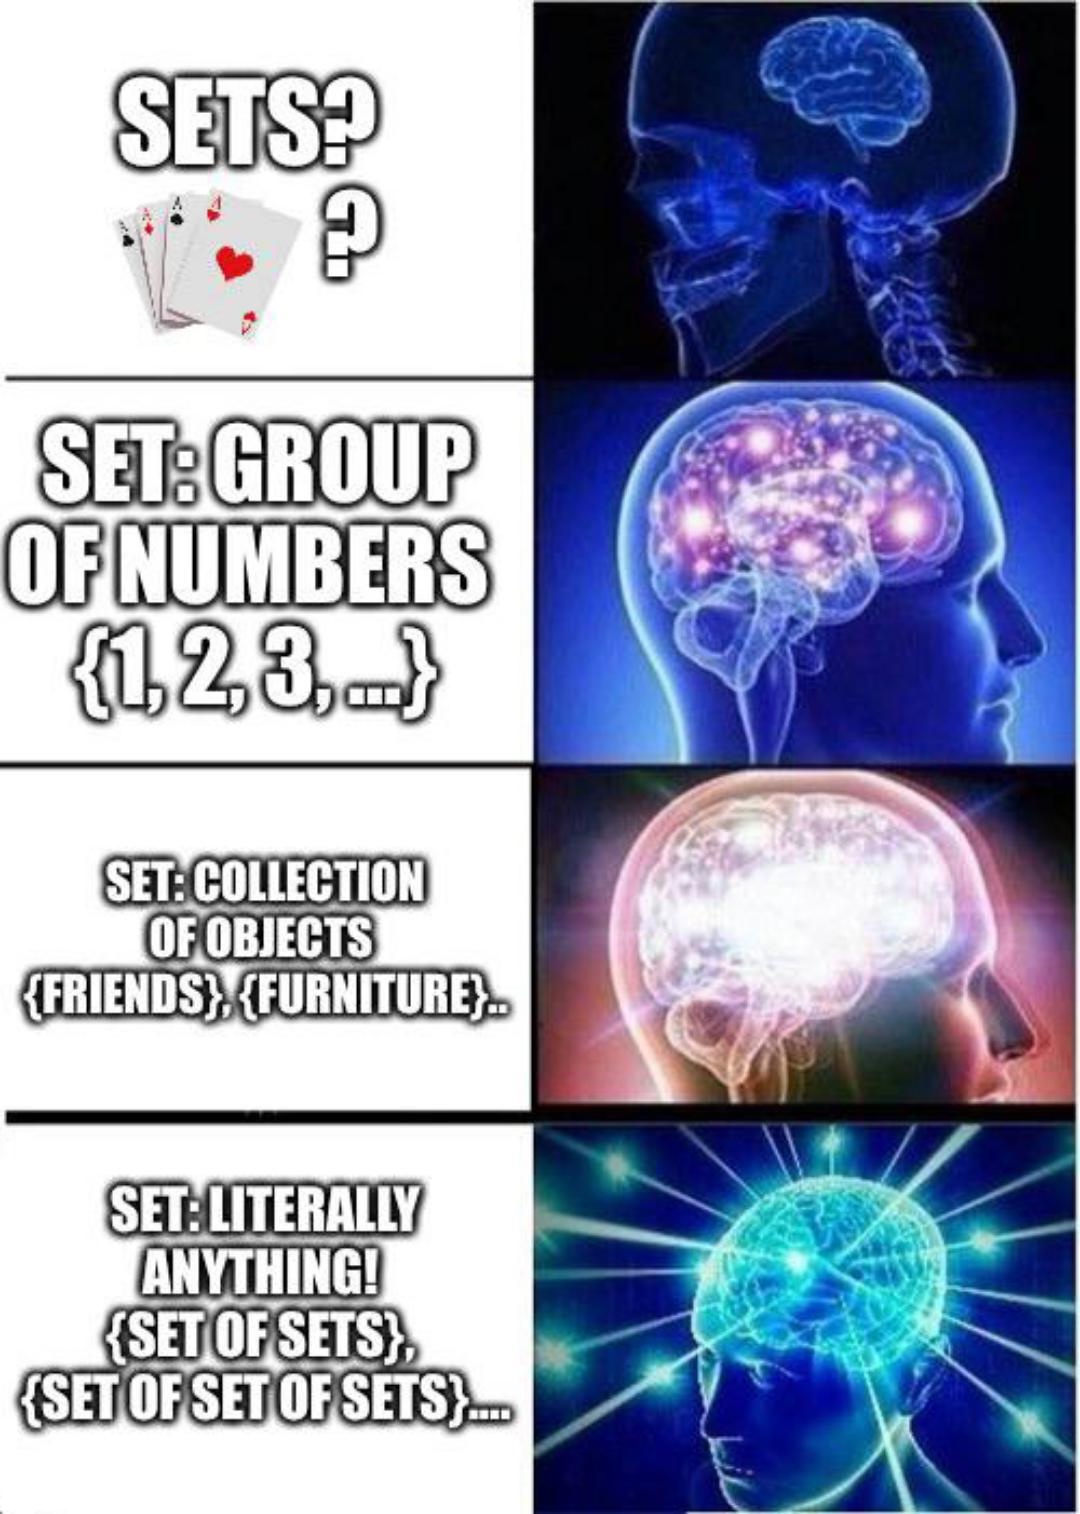 SETS?
?
SET: GROUP
OF NUMBERS
{1, 2, 3, ...}
SET: COLLECTION
OF OBJECTS
{FRIENDS}, {FURNITURE}..
SET: LITERALLY
ANYTHING!
{SET OF SETS},
{SET OF SET OF SETS}....